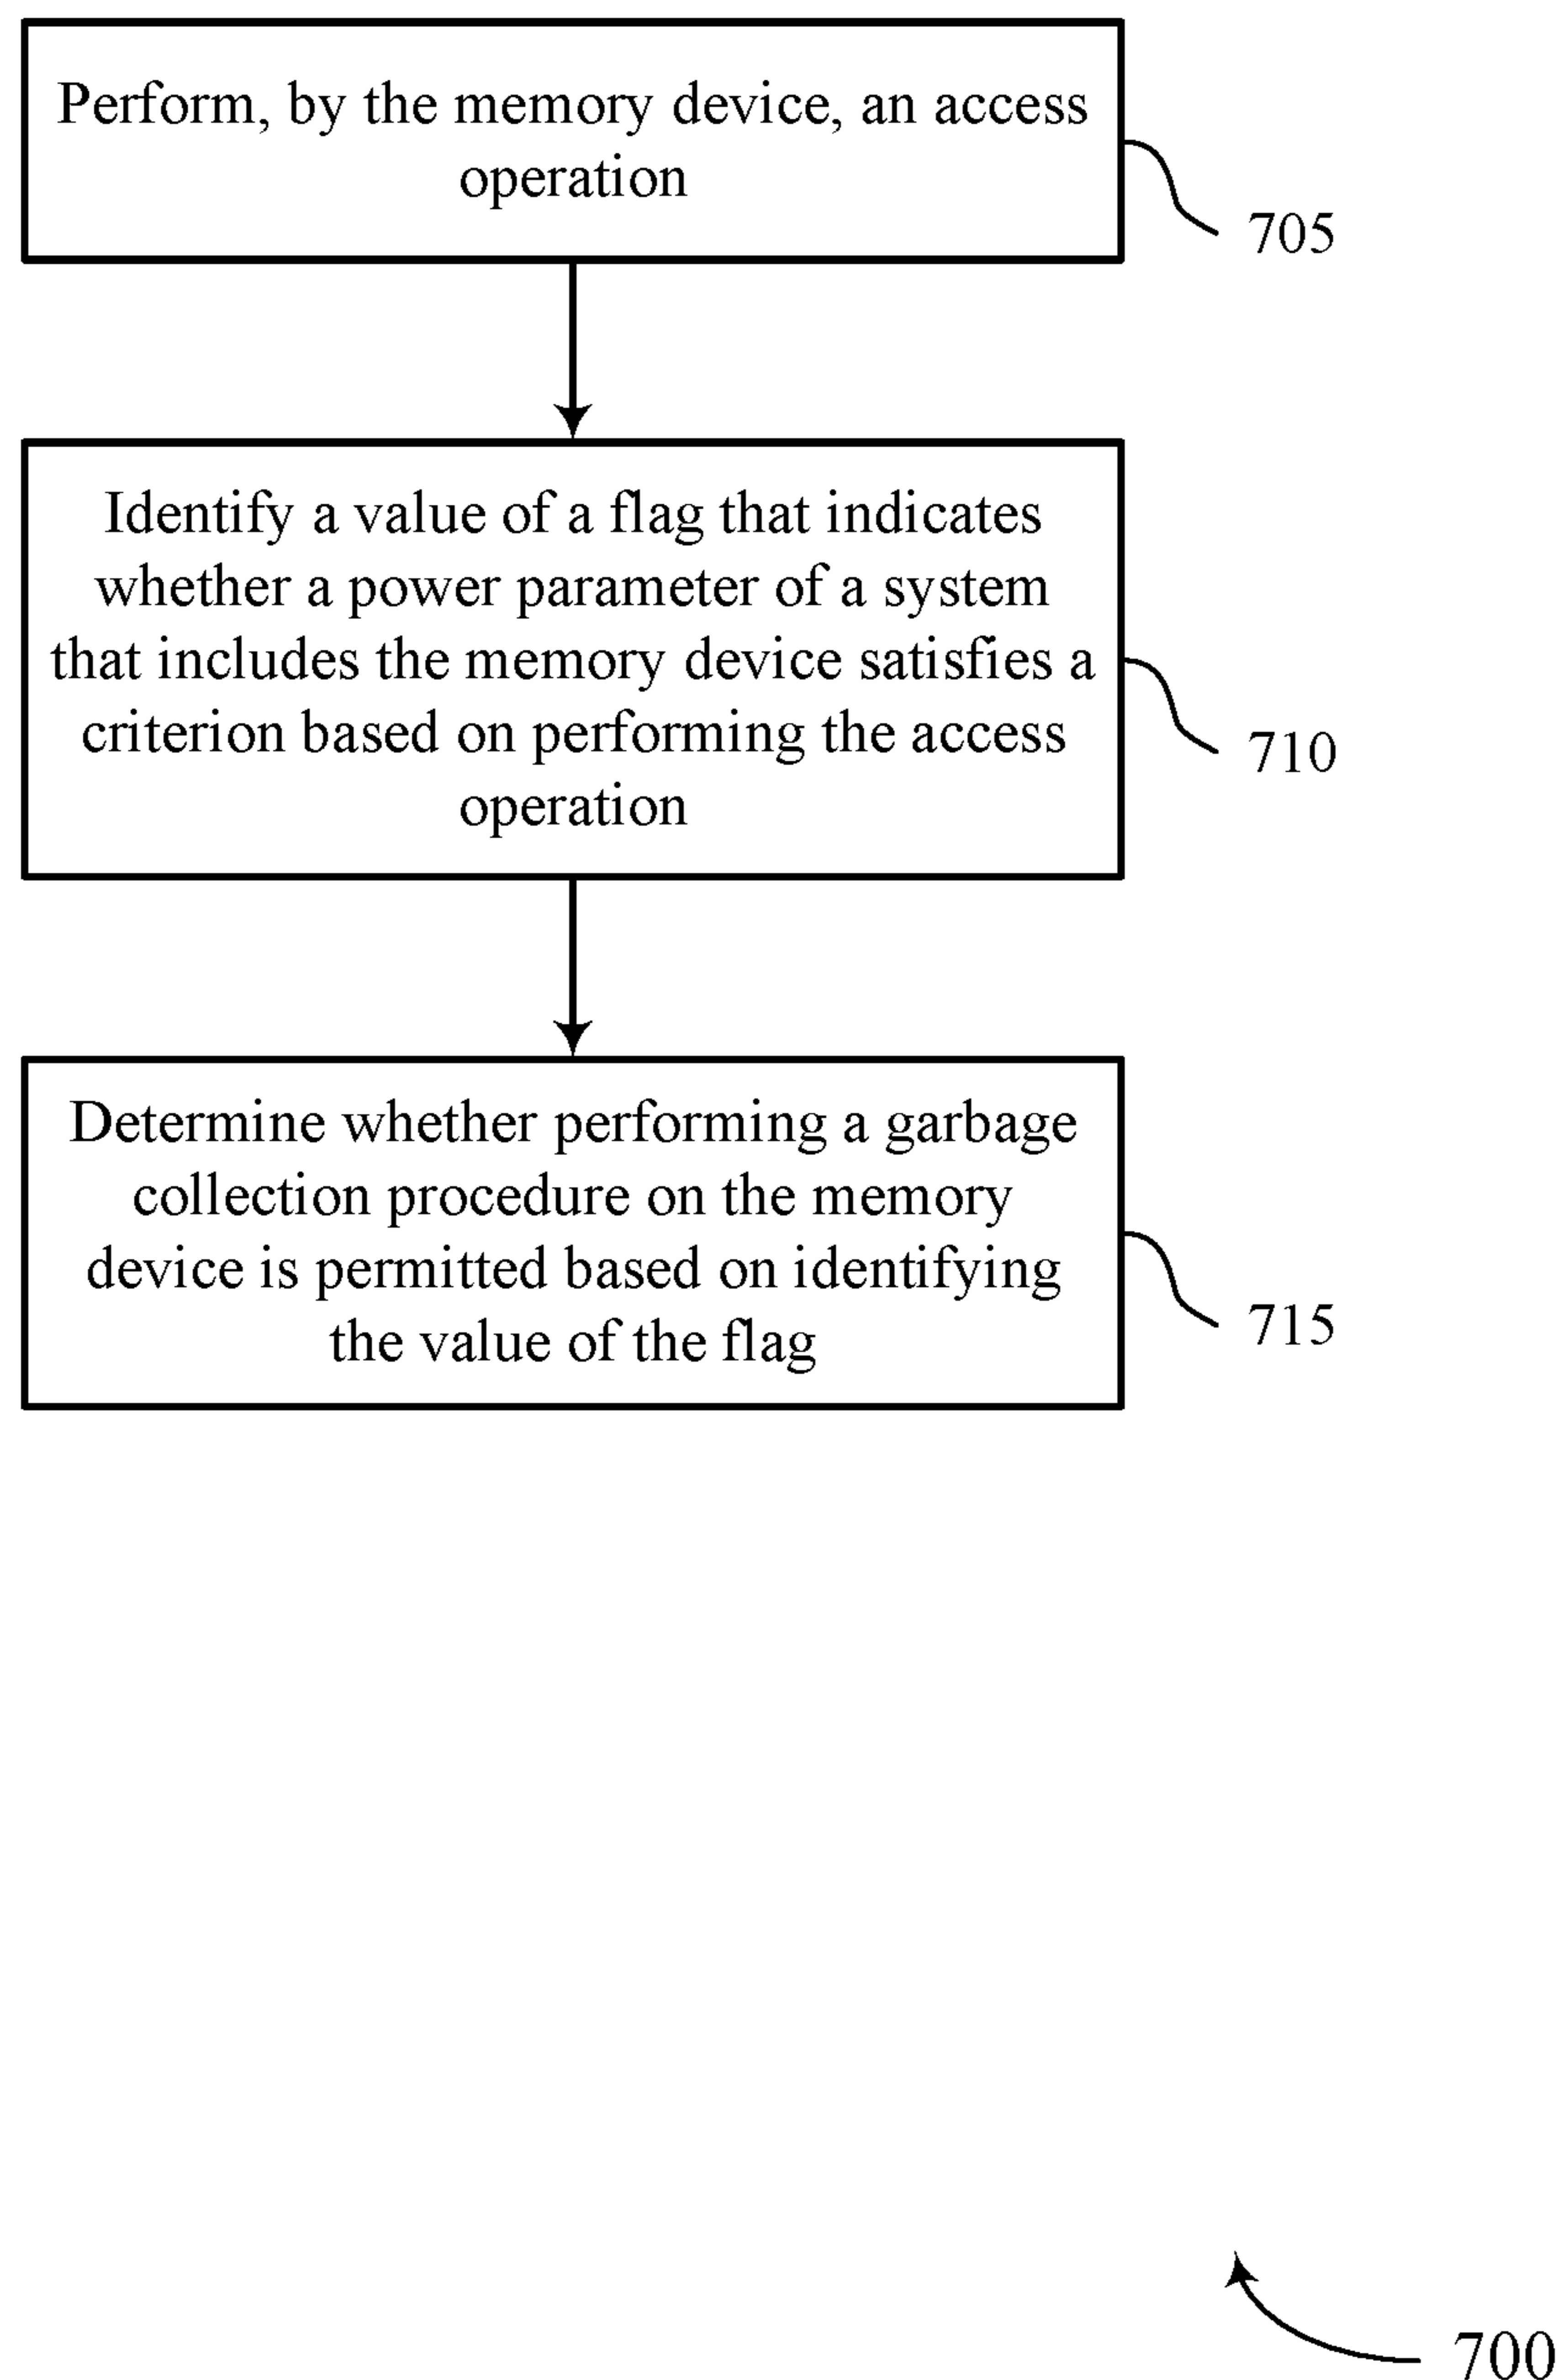 Perform, by the memory device, an access
operation
705
Identify a value of a flag that indicates
whether a power parameter of a system
that includes the memory device satisfies a
criterion based on performing the access
operation
710
Determine whether performing a garbage
collection procedure on the memory
device is permitted based on identifying
the value of the flag
715
700